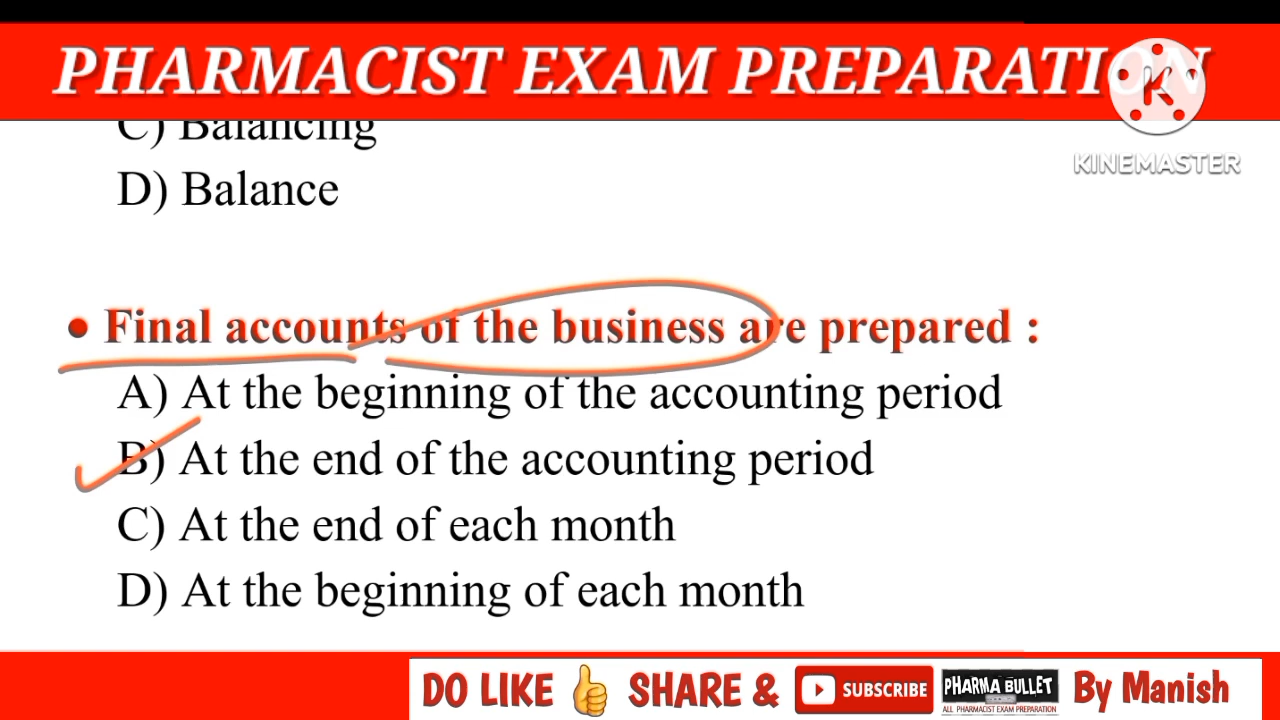 PHARMACIST EXAM PREPARATION
KINEMASTER
C) Balancing
D) Balance
• Final accounts of the business are prepared :
A) At the beginning of the accounting period
B) At the end of the accounting period
C) At the end of each month
D) At the beginning of each month
DO LIKE 👍 SHARE & SUBSCRIBE PHARMA BULLET By Manish
ALL PHARMACIST EXAM PREPARATION